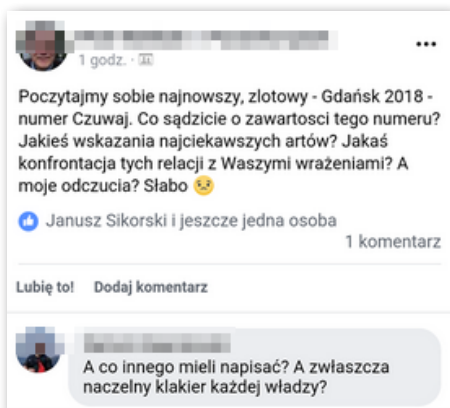 1 godz.
Poczytajmy sobie najnowszy, zlotowy - Gdańsk 2018 -
numer Czuwaj. Co sądzicie o zawartosci tego numeru?
Jakieś wskazania najciekawszych artów? Jakaś
konfrontacja tych relacji z Waszymi wrażeniami? A
moje odczucia? Słabo 😟
Janusz Sikorski i jeszcze jedna osoba
1 komentarz
Lubię to! Dodaj komentarz
A co innego mieli napisać? A zwłaszcza
naczelny klakier każdej władzy?